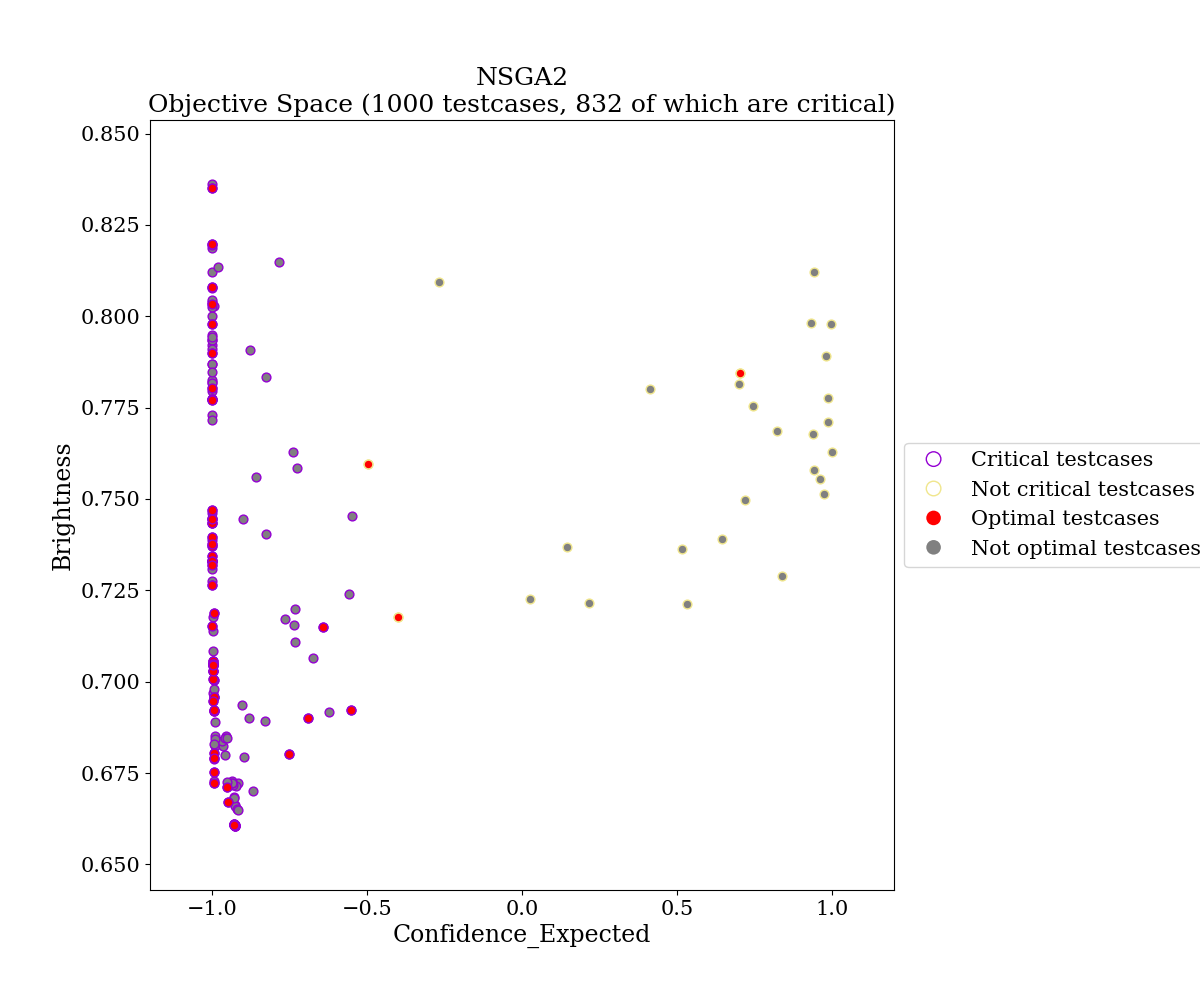 NSGA2
Objective Space (1000 testcases, 832 of which are critical)
0.850
0.825
0.800
0.775
0.750
0.725
0.700
0.675
0.650
Brightness
−1.0
−0.5
0.0
0.5
1.0
Confidence_Expected
Critical testcases
Not critical testcases
Optimal testcases
Not optimal testcases